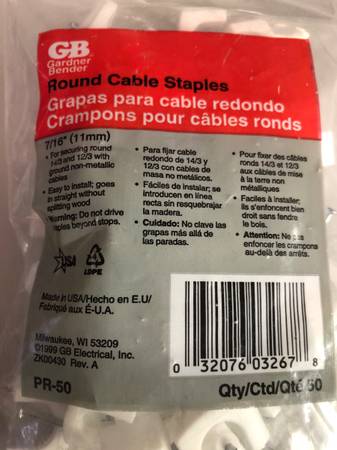 GB
Gardner
Bender
Round Cable Staples
Grapas para cable redondo
Crampons pour câbles ronds
7/16" (11mm)
• For securing round
14/3 and 12/3 with
ground non-metallic
cables
• Easy to install; goes
in straight without
splitting wood
• Warning: Do not drive
staples beyond stops.
• Para fijar cable
redondo de 14/3 y
12/3 con cables de
masa no metálicos.
• Fáciles de instalar; se
introducen en línea
recta sin resquebrajar
la madera.
• Cuidado: No clave las
grapas más allá de
las paradas.
• Pour fixer des câbles
ronds 14/3 et 12/3
aux câbles de mise
à la terre non
métalliques
• Faciles à installer;
ils s'enfoncent bien
droit sans fendre
le bois.
• Attention: Ne pas
enfoncer les crampons
au-delà des arrêts.
USA
4
LDPE
Made in USA/Hecho en E.U/
Fabriqué aux É-U.A.
Milwaukee, WI 53209
©1999 GB Electrical, Inc.
ZK00430 Rev. A
PR-50
0 32076 03267 8
Qty/Ctd/Qté 50